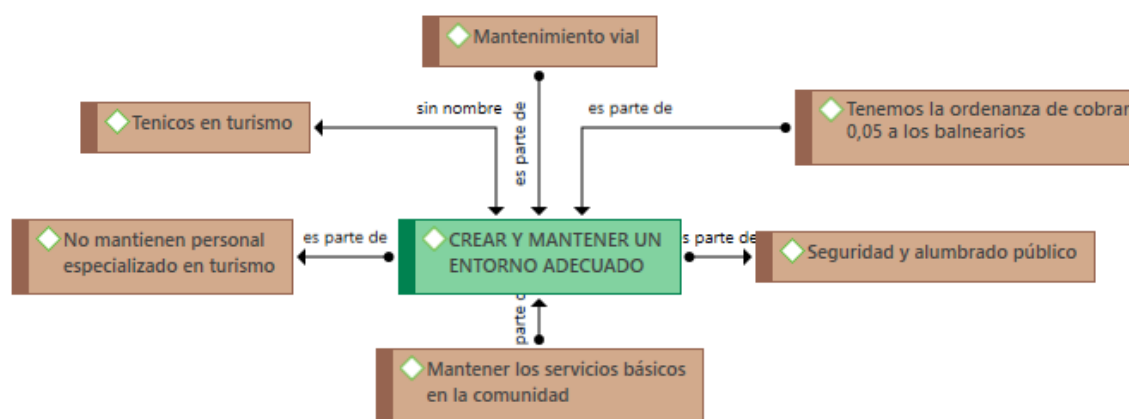 Mantenimiento vial
sin nombre
es parte de
es parte de
Tenicos en turismo
Tenemos la ordenanza de cobrar
0,05 a los balnearios
No mantienen personal
especializado en turismo
es parte de
CREAR Y MANTENER UN
ENTORNO ADECUADO
s parte de
Seguridad y alumbrado público
parte
Mantener los servicios básicos
en la comunidad